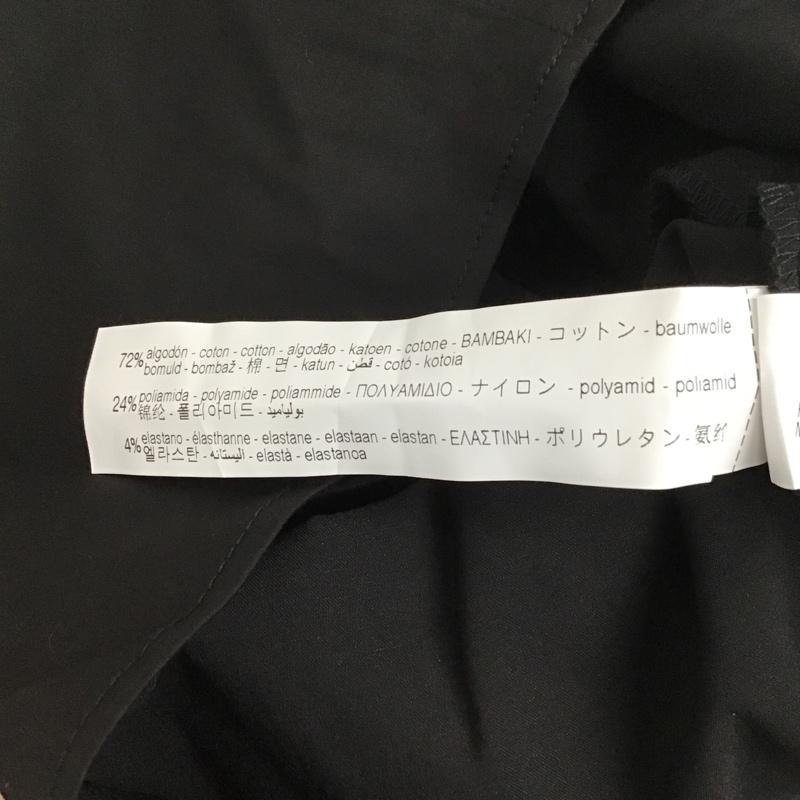 72% algodón - coton - cotton - algodão - katoen - cotone - BAMBAKI - コットン - baumwolle
bomuld - bombaž - 棉 - 면 - katun - قطن - cotó - kotoia
24% poliamida - polyamide - poliammide - ΠΟΛΥΑΜΙΔΙΟ - ナイロン - polyamid - poliamid
锦纶 - 폴리아미드 - بولياميد
4% elastano - élasthanne - elastane - elastaan - elastan - ΕΛΑΣΤΙΝΗ - ポリウレタン - 氨纶
엘라스탄 - اليستانه - elastà - elastanoa